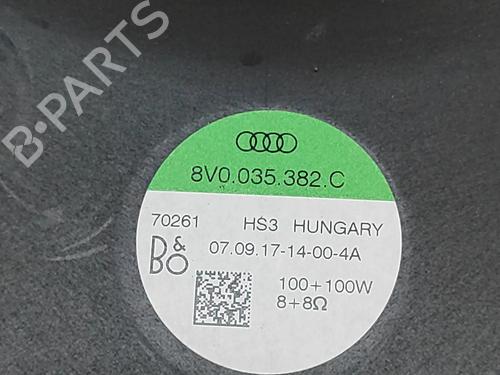 B-PARTS
8V0.035.382.C
70261 HS3 HUNGARY
B&O 07.09.17-14-00-4A
100+100W
8+8Ω